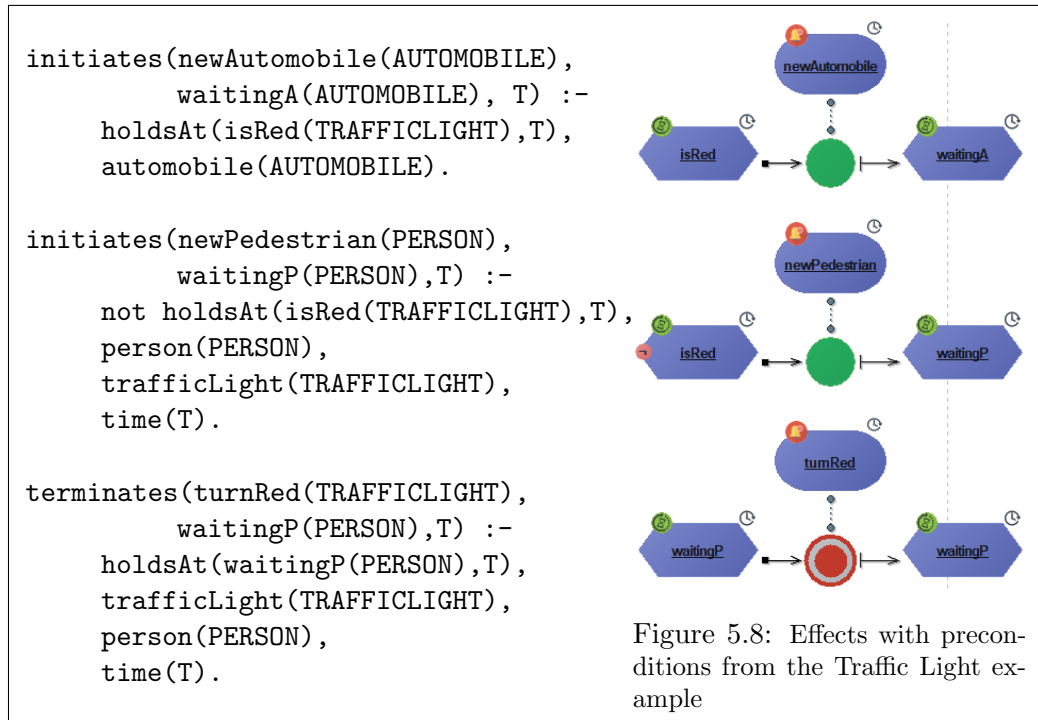 initiates(newAutomobile(AUTOMOBILE),
waitingA(AUTOMOBILE), T) :-
holdsAt(isRed(TRAFFICLIGHT),T),
automobile(AUTOMOBILE).
initiates(newPedestrian(PERSON),
waitingP(PERSON),T) :-
not holdsAt(isRed(TRAFFICLIGHT),T),
person(PERSON),
trafficLight(TRAFFICLIGHT),
time(T).
terminates(turnRed(TRAFFICLIGHT),
waitingP(PERSON),T) :-
holdsAt(waitingP(PERSON),T),
trafficLight(TRAFFICLIGHT),
person(PERSON),
time(T).
newAutomobile
isRed
waitingA
newPedestrian
¬
isRed
waitingP
turnRed
waitingP
waitingP
Figure 5.8: Effects with precon-
ditions from the Traffic Light ex-
ample